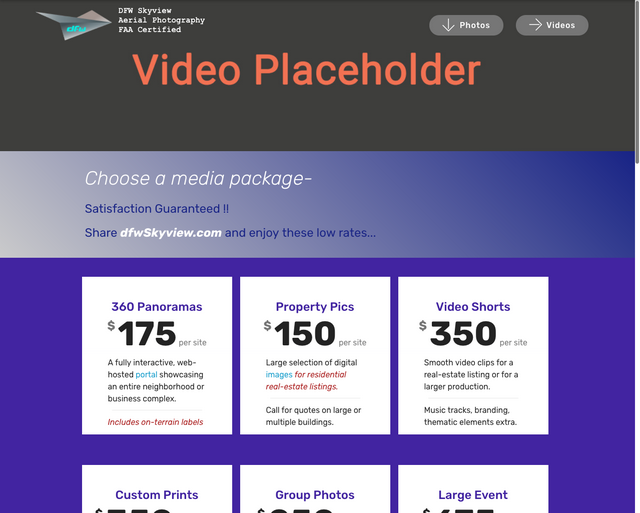 DFW Skyview
Aerial Photography
FAA Certified
dfw
Photos
Videos
Video Placeholder
Choose a media package-
Satisfaction Guaranteed !!
Share dfwSkyview.com and enjoy these low rates...
360 Panoramas
$175 per site
A fully interactive, web-
hosted portal showcasing
an entire neighborhood or
business complex.
Includes on-terrain labels
Property Pics
$150 per site
Large selection of digital
images for residential
real-estate listings.
Call for quotes on large or
multiple buildings.
Video Shorts
$350 per site
Smooth video clips for a
real-estate listing or for a
larger production.
Music tracks, branding,
thematic elements extra.
Custom Prints
$
Group Photos
$
Large Event
$